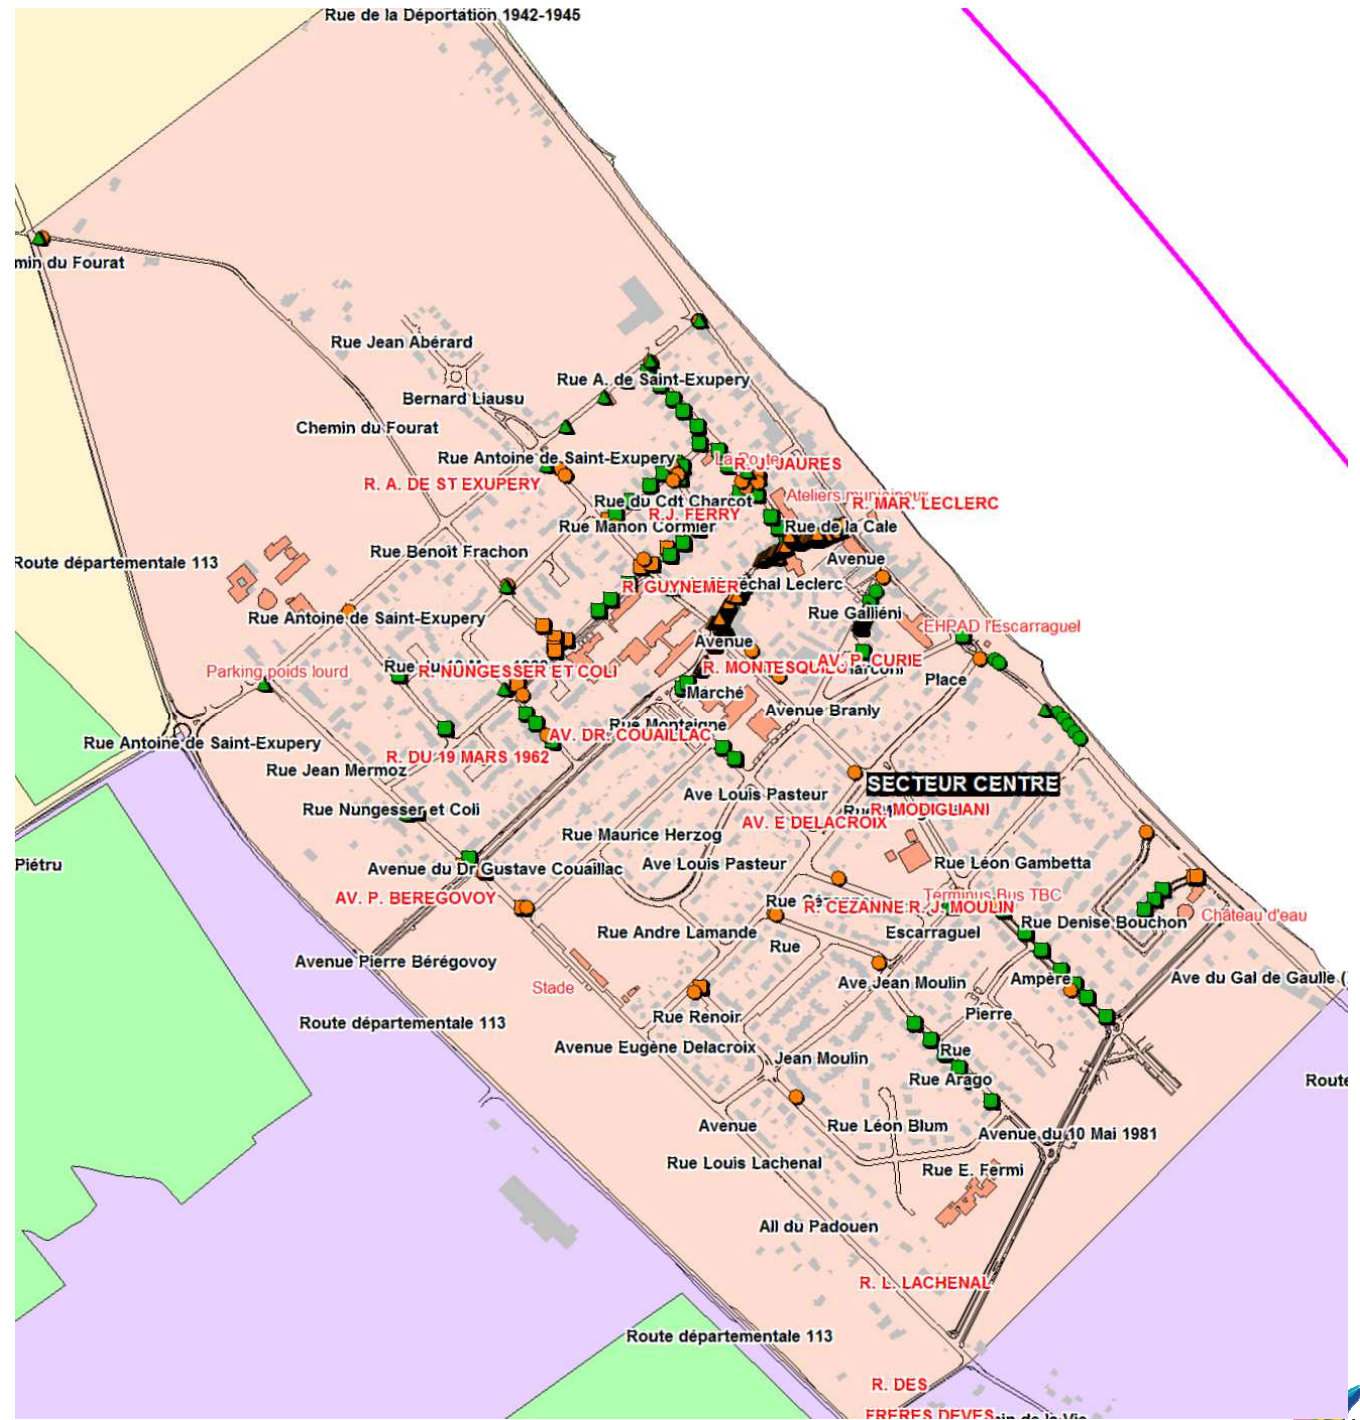 Rue de la Déportation 1942-1945
min du Fourat
Rue Jean Abérard
Rue A. de Saint-Exupery
Bernard Liausu
Chemin du Fourat
Rue Antoine de Saint-Exupery
La Poste
R. J. JAURES
R. A. DE ST EXUPERY
Rue du Cdt Charcot
Ateliers municipaux
R. MAR. LECLERC
R.J. FERRY
Rue Manon Cormier
Rue de la Cale
Rue Benoît Frachon
Avenue
Route départementale 113
R. GUYNEMER
Maréchal Leclerc
Rue Antoine de Saint-Exupery
Rue Galliéni
EHPAD l'Escarraguel
Avenue
Parking poids lourd
R. NUNGESSER ET COLI
R. MONTESQUIEU
AV. P. CURIE
Place
Marché
Avenue Branly
Rue Montaigne
AV. DR. COUAILLAC
Rue Antoine de Saint-Exupery
R. DU 19 MARS 1962
Rue Jean Mermoz
SECTEUR CENTRE
Ave Louis Pasteur
R. MODIGLIANI
Rue Nungesser et Coli
AV. E DELACROIX
Rue Maurice Herzog
Piétru
Avenue du Dr Gustave Couaillac
Ave Louis Pasteur
Rue Léon Gambetta
AV. P. BEREGOVOY
Terminus Bus TBC
R. CEZANNE
R. J. MOULIN
Château d'eau
Rue Denise Bouchon
Rue Andre Lamande
Rue
Escarraguel
Avenue Pierre Bérégovoy
Stade
Ave Jean Moulin
Ampère
Ave du Gal de Gaulle (
Rue Renoir
Pierre
Route départementale 113
Avenue Eugène Delacroix
Jean Moulin
Rue
Rue Arago
Route
Avenue
Rue Léon Blum
Avenue du 10 Mai 1981
Rue Louis Lachenal
Rue E. Fermi
All du Padouen
R. L. LACHENAL
Route départementale 113
R. DES
FRERES DEVES